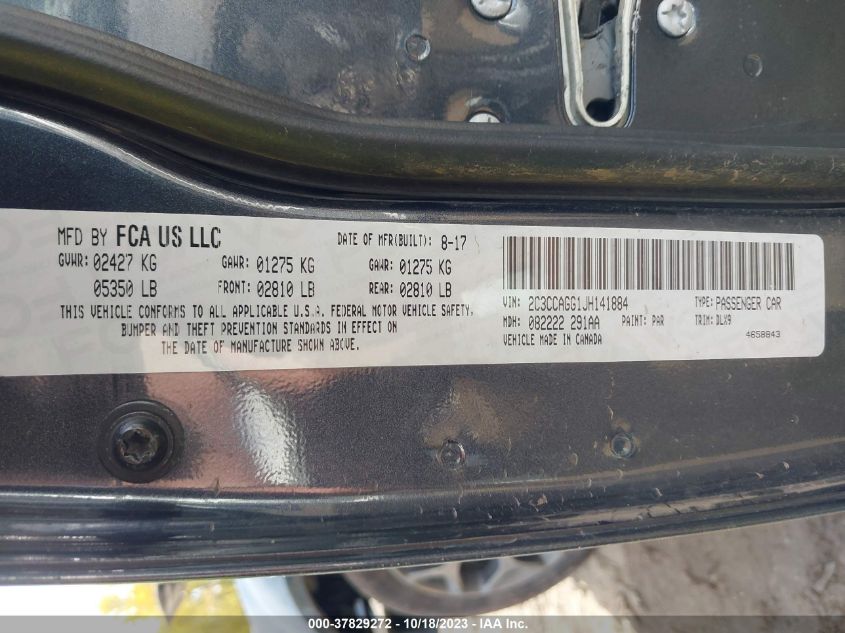 MFD BY FCA US LLC
DATE OF MFR(BUILT): 8-17
GVWR: 02427 KG
GAWR: 01275 KG
GAWR: 01275 KG
05350 LB
FRONT: 02810 LB
REAR: 02810 LB
THIS VEHICLE CONFORMS TO ALL APPLICABLE U.S.A. FEDERAL MOTOR VEHICLE SAFETY,
BUMPER AND THEFT PREVENTION STANDARDS IN EFFECT ON
THE DATE OF MANUFACTURE SHOWN ABOVE.
VIN: 2C3CCAGG1JH141884
TYPE: PASSENGER CAR
MDH: 082222 291AA
PAINT: PAR
TRIM: DLX9
VEHICLE MADE IN CANADA
4658843
000-37829272 - 10/18/2023 - IAA Inc.